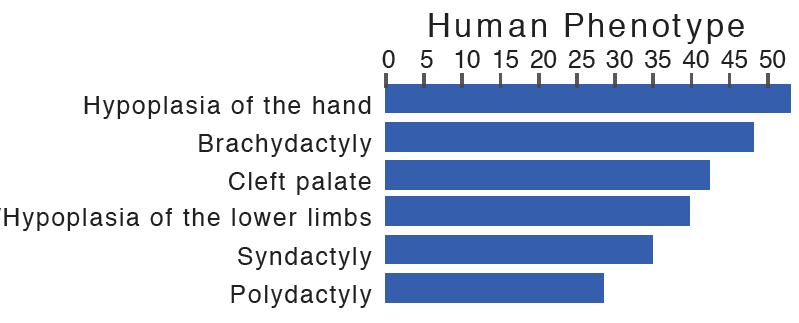 Human Phenotype
0 5 10 15 20 25 30 35 40 45 50
Hypoplasia of the hand
Brachydactyly
Cleft palate
/Hypoplasia of the lower limbs
Syndactyly
Polydactyly